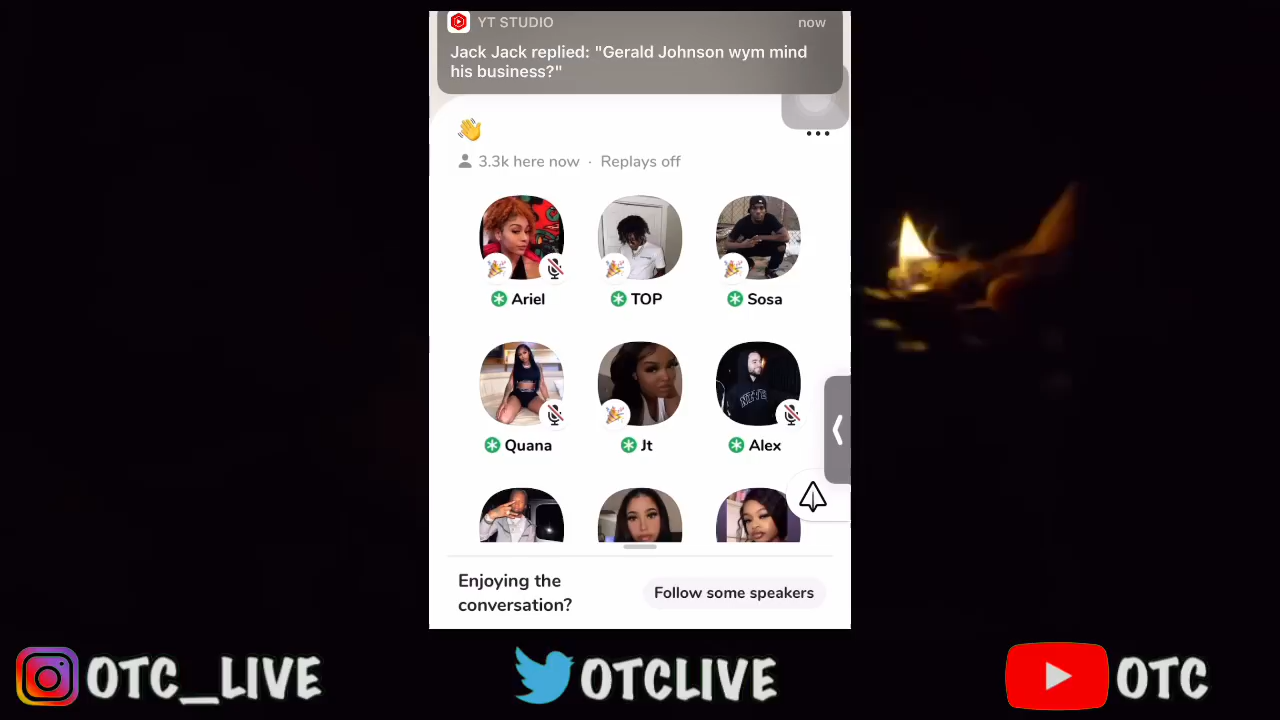 YT STUDIO
now
Jack Jack replied: "Gerald Johnson wym mind
his business?"
3.3k here now · Replays off
Ariel
TOP
Sosa
Quana
Jt
Alex
Enjoying the
conversation?
Follow some speakers
OTC_LIVE
OTCLIVE
OTC